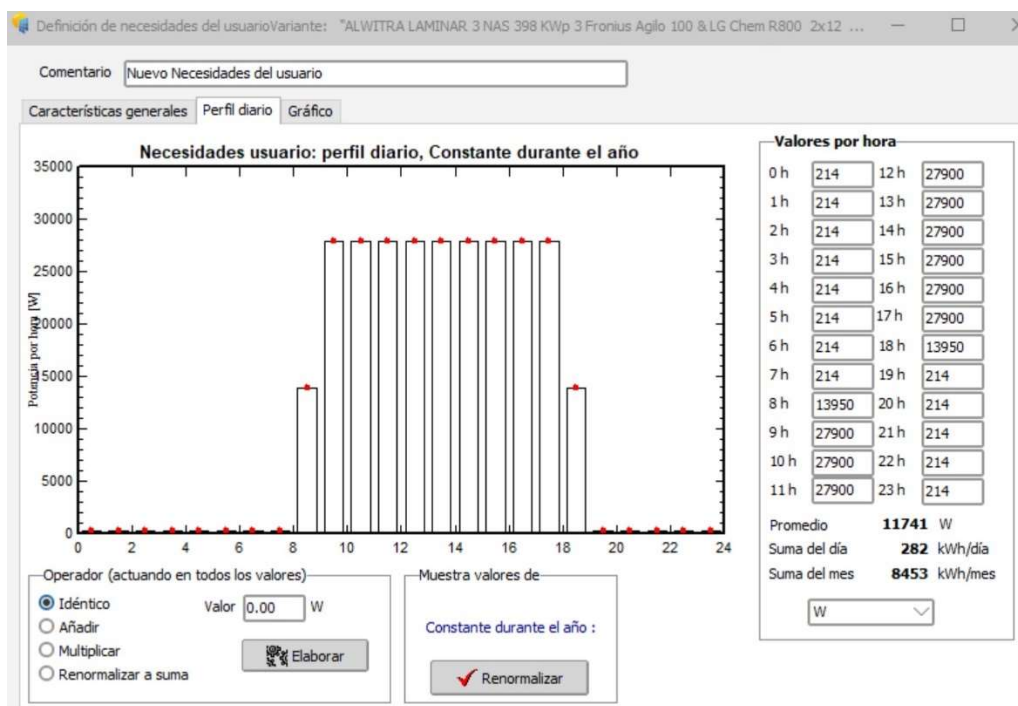 Definición de necesidades del usuarioVariante: "ALWITRA LAMINAR 3 NAS 398 KWp 3 Fronius Agilo 100 & LG Chem R800 2x12 ...
Comentario Nuevo Necesidades del usuario
Características generales Perfil diario Gráfico
Necesidades usuario: perfil diario, Constante durante el año
Potencia por hora [W]
35000
30000
25000
20000
15000
10000
5000
0
0 2 4 6 8 10 12 14 16 18 20 22 24
Valores por hora
0 h 214 12 h 27900
1 h 214 13 h 27900
2 h 214 14 h 27900
3 h 214 15 h 27900
4 h 214 16 h 27900
5 h 214 17 h 27900
6 h 214 18 h 13950
7 h 214 19 h 214
8 h 13950 20 h 214
9 h 27900 21 h 214
10 h 27900 22 h 214
11 h 27900 23 h 214
Promedio 11741 W
Suma del día 282 kWh/día
Suma del mes 8453 kWh/mes
W
Operador (actuando en todos los valores)
Idéntico Valor 0.00 W
Añadir
Multiplicar
Renormalizar a suma
Elaborar
Muestra valores de
Constante durante el año :
Renormalizar